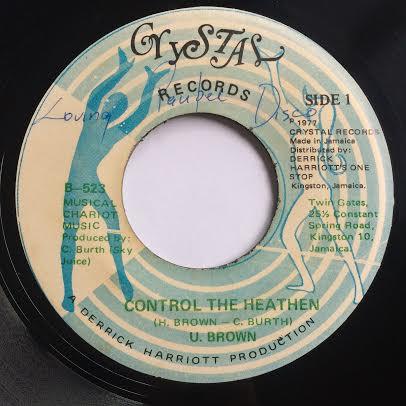 CRYSTAL
RECORDS
Loving Disco
SIDE 1
P 1977
CRYSTAL RECORDS
Made in Jamaica
Distributed by:
DERRICK
HARRIOTT'S ONE
STOP
Kingston, Jamaica.
B-523
MUSICAL
CHARIOT
MUSIC
Produced by:
C. Burth (Sky
Juice)
Twin Gates,
25½ Constant
Spring Road,
Kingston 10,
Jamaica.
CONTROL THE HEATHEN
(H. BROWN - C. BURTH)
U. BROWN
A DERRICK HARRIOTT PRODUCTION